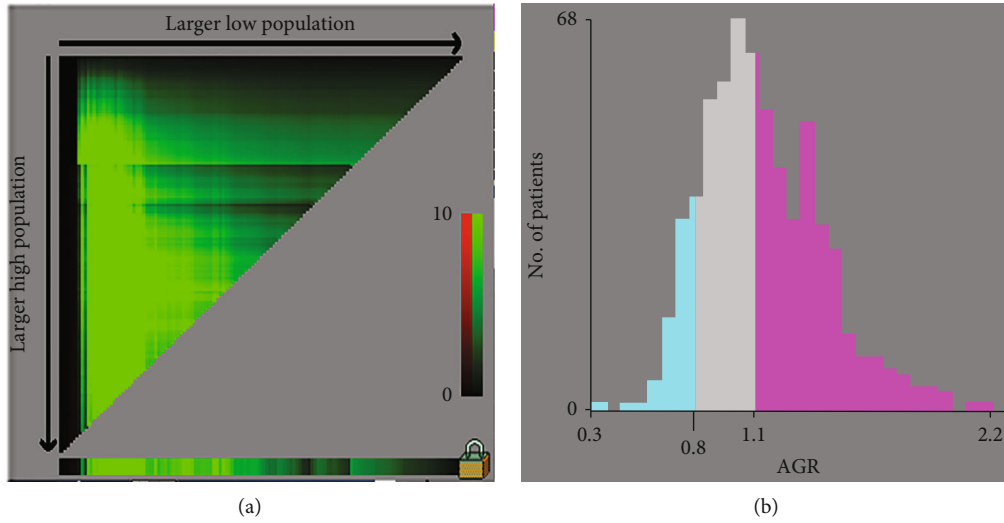 Larger low population
Larger high population
10
0
(a)
68
No. of patients
0
0.3
0.8
1.1
2.2
AGR
(b)